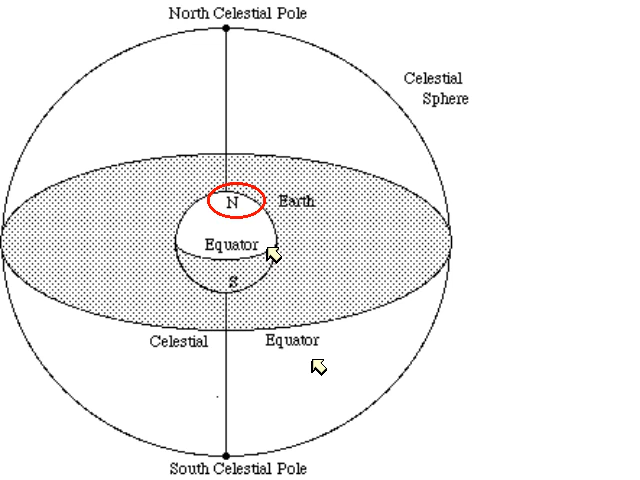 North Celestial Pole
Celestial
Sphere
N
Earth
Equator
S
Celestial Equator
South Celestial Pole